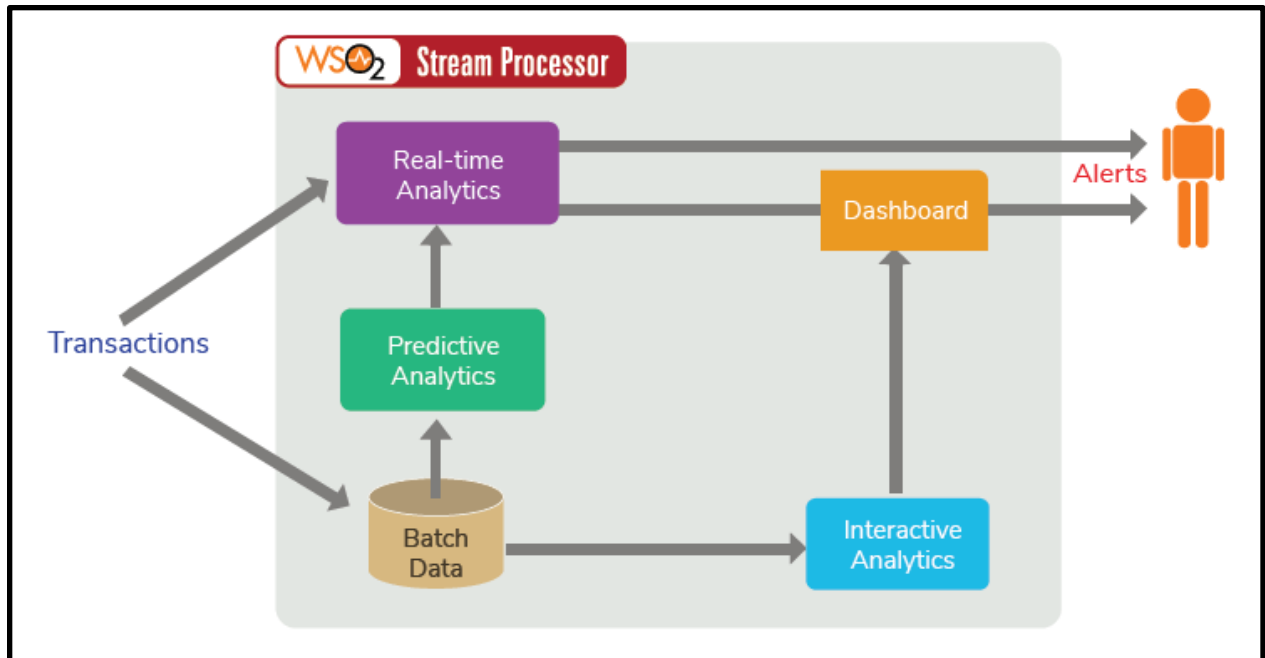 WSO2 Stream Processor
Real-time
Analytics
Alerts
Dashboard
Predictive
Analytics
Transactions
Interactive
Analytics
Batch
Data